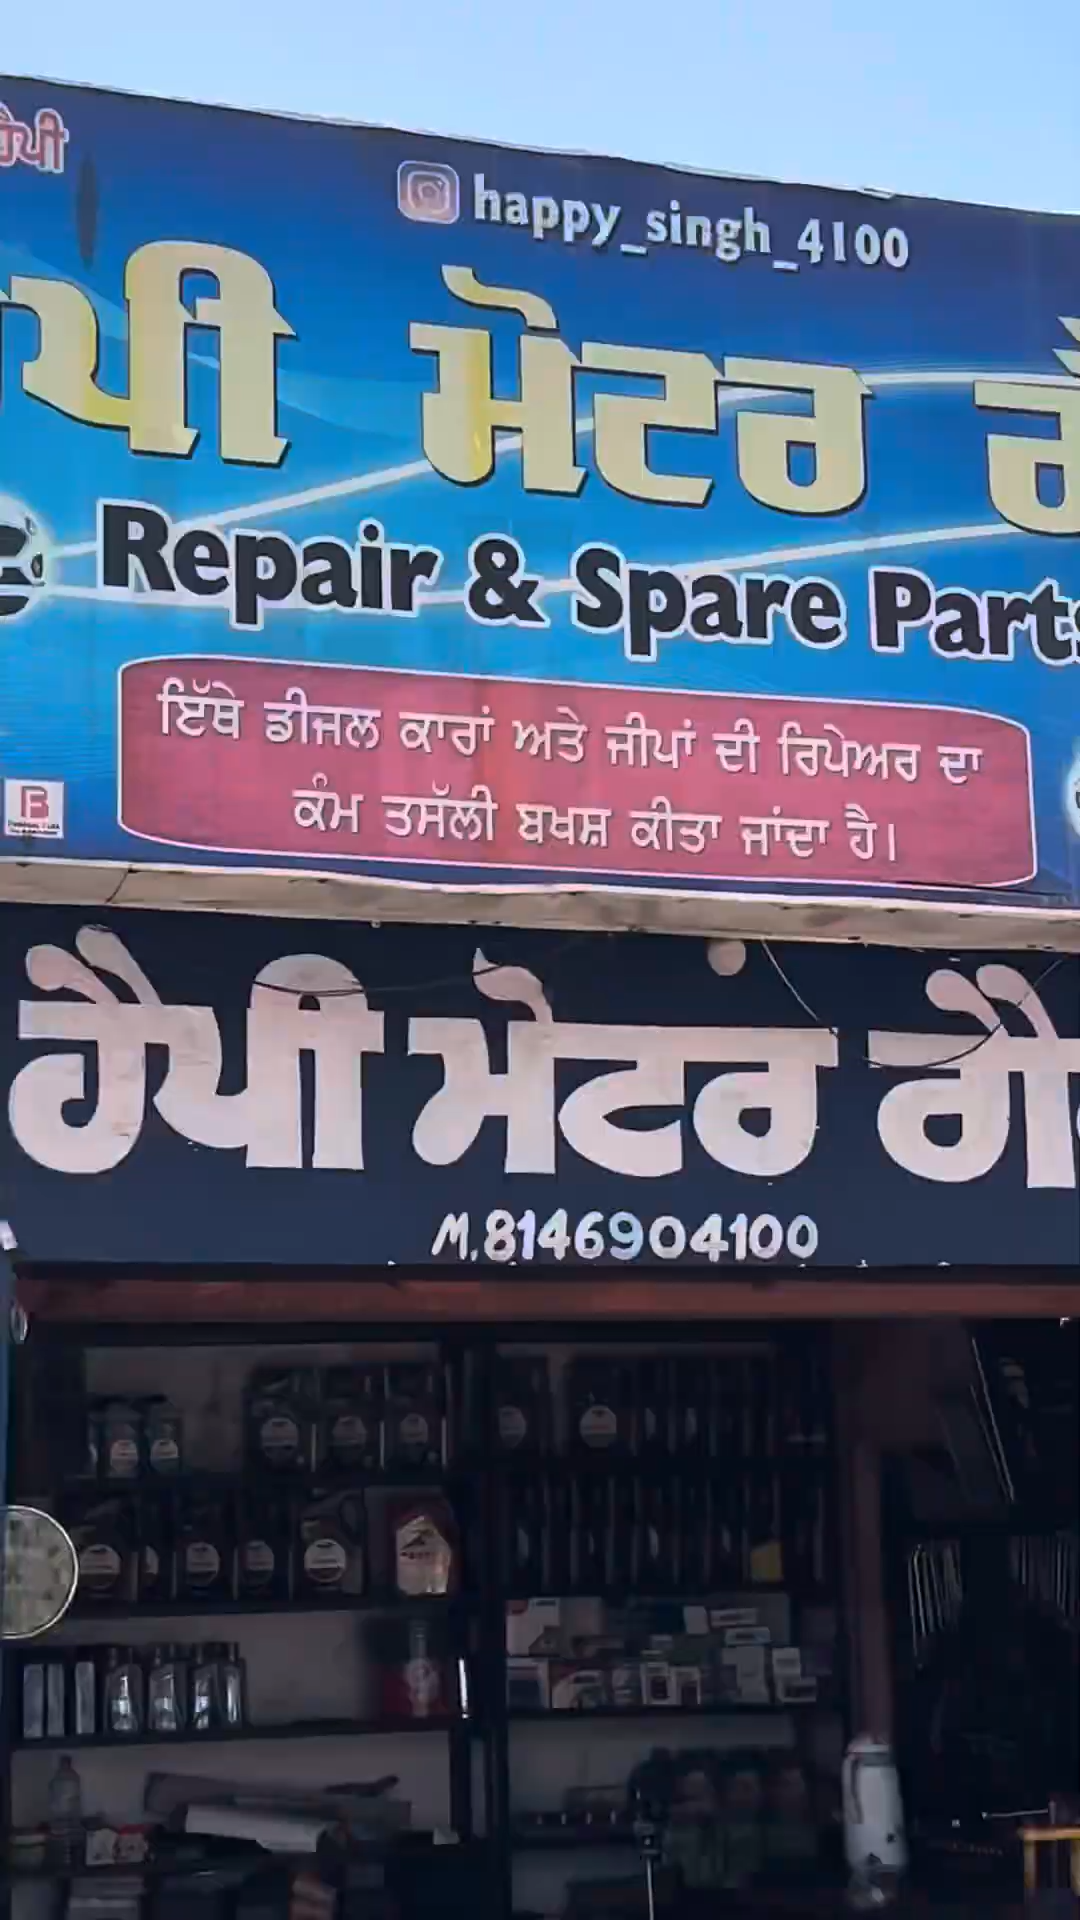 ਹੈਪੀ
happy_singh_4100
ਪੀ ਮੋਟਰ
Repair & Spare Parts
ਇੱਥੇ ਡੀਜਲ ਕਾਰਾਂ ਅਤੇ ਜੀਪਾਂ ਦੀ ਰਿਪੇਅਰ ਦਾ
ਕੰਮ ਤਸੱਲੀ ਬਖਸ਼ ਕੀਤਾ ਜਾਂਦਾ ਹੈ।
ਹੈਪੀ ਮੋਟਰ ਗੈ
M.8146904100